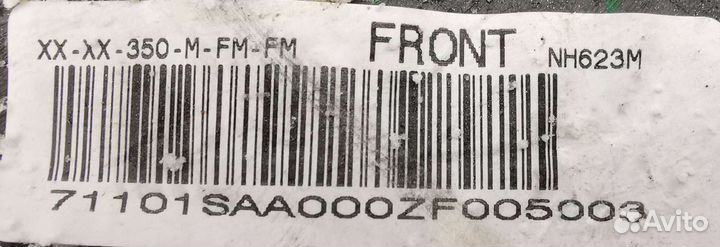 XX-XX-350-M-FM-FM FRONT NH623M
71101SAA000ZF005003
Avito